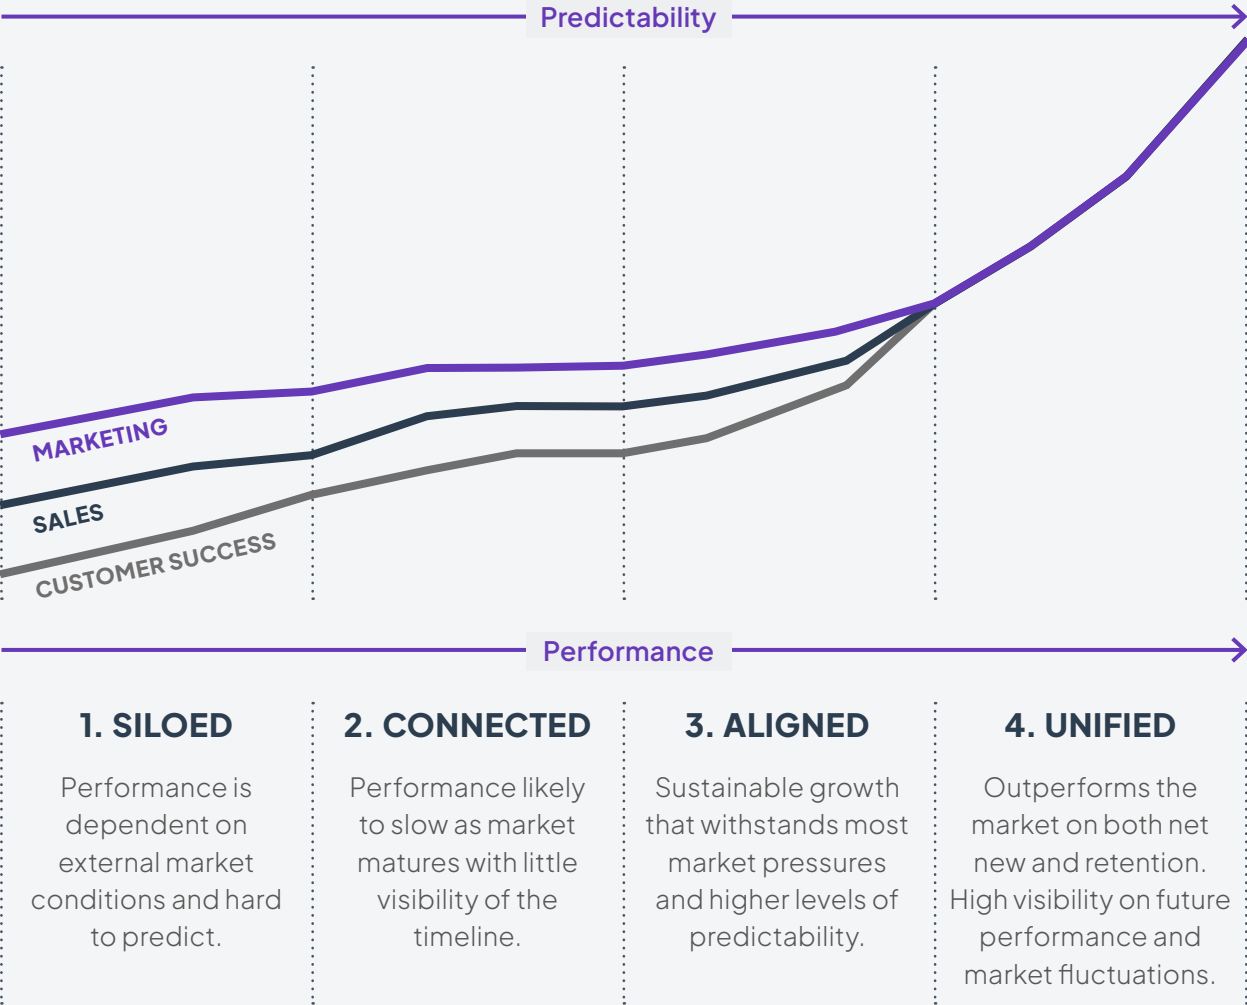 Predictability
MARKETING
SALES
CUSTOMER SUCCESS
Performance
1. SILOED
Performance is
dependent on
external market
conditions and hard
to predict.
2. CONNECTED
Performance likely
to slow as market
matures with little
visibility of the
timeline.
3. ALIGNED
Sustainable growth
that withstands most
market pressures
and higher levels of
predictability.
4. UNIFIED
Outperforms the
market on both net
new and retention.
High visibility on future
performance and
market fluctuations.